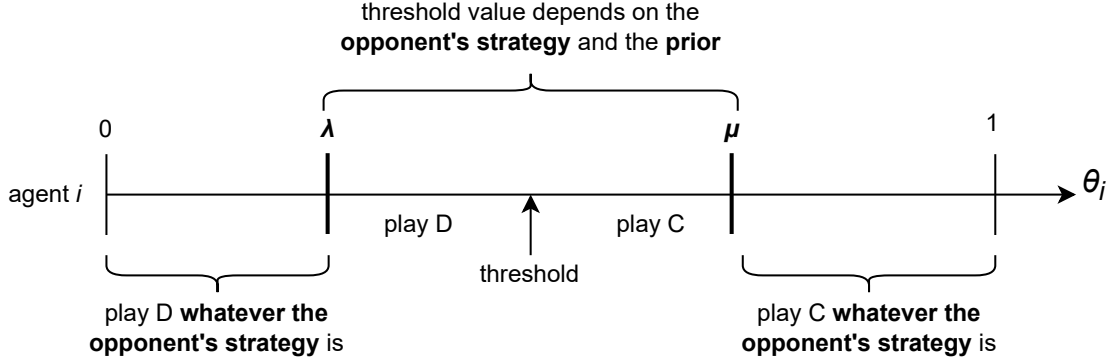 threshold value depends on the
opponent's strategy and the prior
0
λ
μ
1
agent i
θi
play D
play C
threshold
play D whatever the
opponent's strategy is
play C whatever the
opponent's strategy is